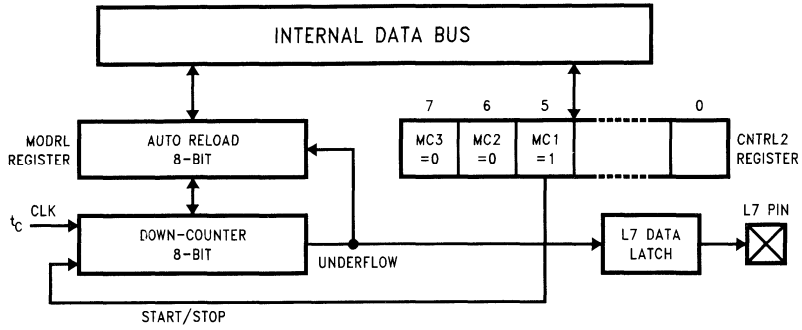 INTERNAL DATA BUS
7 6 5 0
MODRL
REGISTER
AUTO RELOAD
8-BIT
MC3
=0
MC2
=0
MC1
=1
CNTRL2
REGISTER
tC CLK
DOWN-COUNTER
8-BIT
UNDERFLOW
L7 DATA
LATCH
L7 PIN
START/STOP